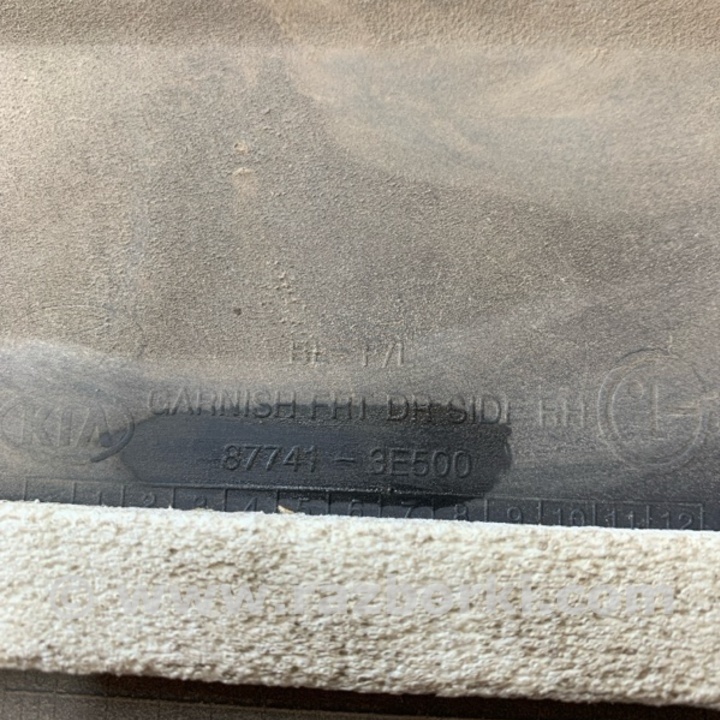 GARNISH FRT DR SIDE RH
KIA
87741 - 3E500
1 2 3 4 5 6 7 8 9 10 11 12
© www.razborki.com